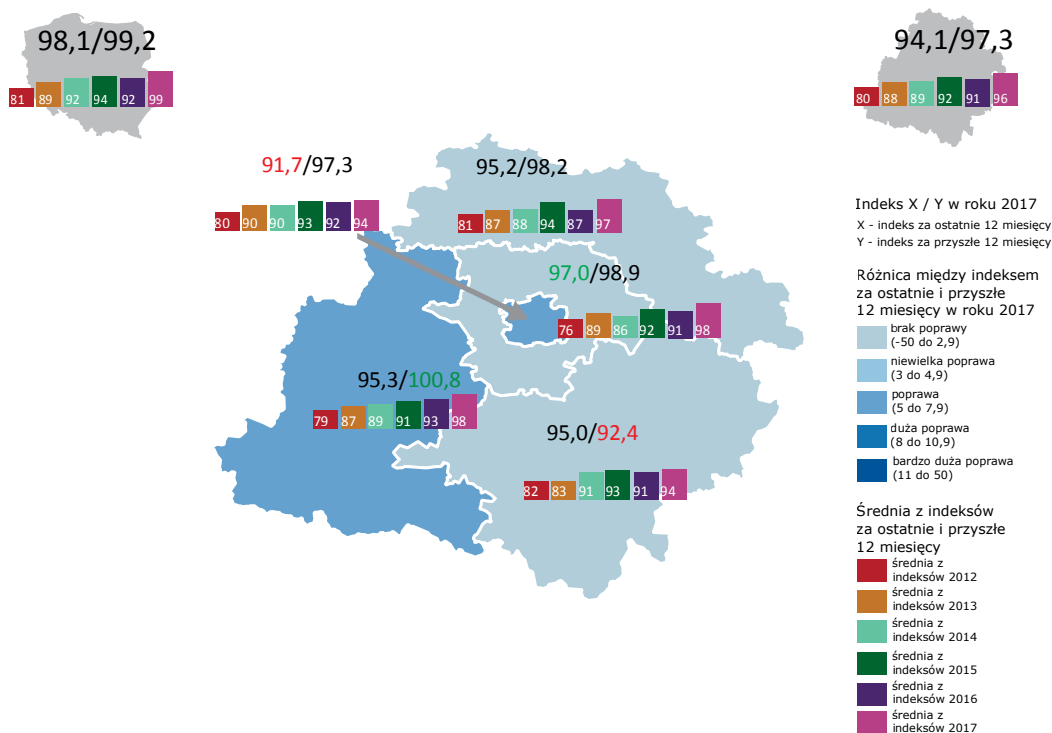 98,1/99,2
81 89 92 94 92 99
94,1/97,3
80 88 89 92 91 96
91,7/97,3
80 90 90 93 92 94
95,2/98,2
81 87 88 94 87 97
97,0/98,9
76 89 86 92 91 98
95,3/100,8
79 87 89 91 93 98
95,0/92,4
82 83 91 93 91 94
Indeks X / Y w roku 2017
X - indeks za ostatnie 12 miesięcy
Y - indeks za przyszłe 12 miesięcy
Różnica między indeksem
za ostatnie i przyszłe
12 miesięcy w roku 2017
brak poprawy
(-50 do 2,9)
niewielka poprawa
(3 do 4,9)
poprawa
(5 do 7,9)
duża poprawa
(8 do 10,9)
bardzo duża poprawa
(11 do 50)
Średnia z indeksów
za ostatnie i przyszłe
12 miesięcy
średnia z
indeksów 2012
średnia z
indeksów 2013
średnia z
indeksów 2014
średnia z
indeksów 2015
średnia z
indeksów 2016
średnia z
indeksów 2017